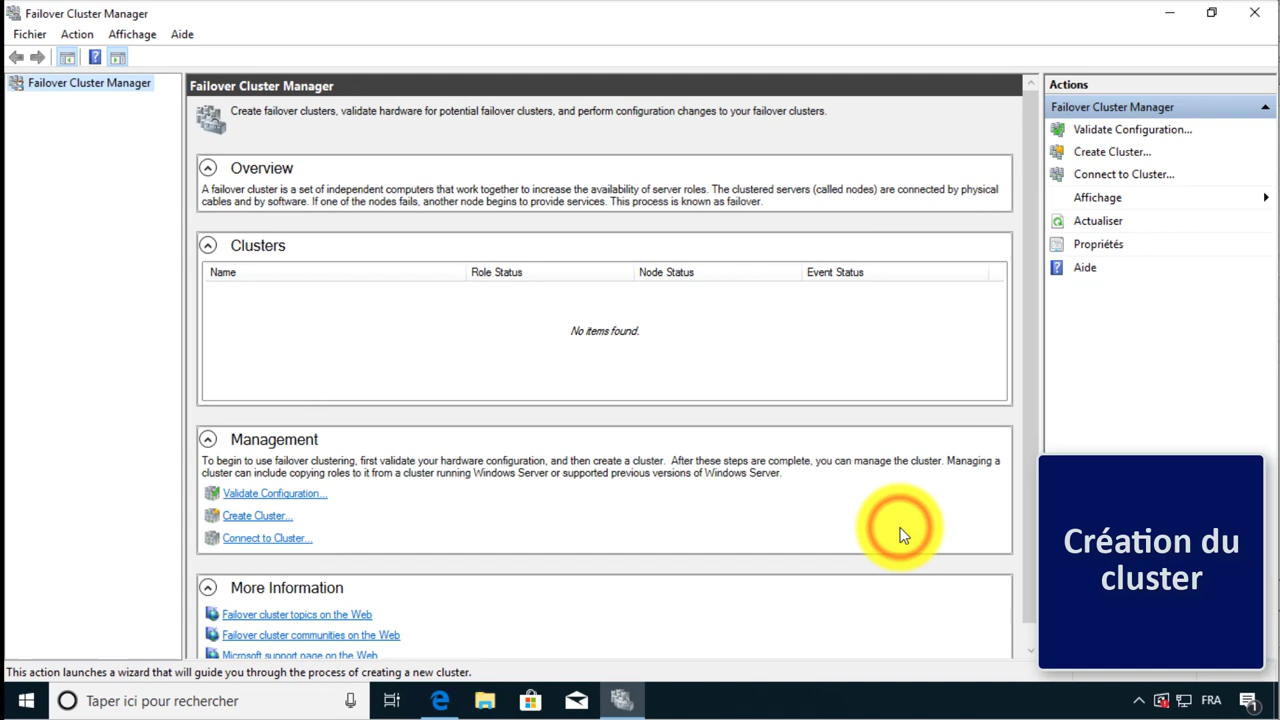 Failover Cluster Manager
Fichier Action Affichage Aide
Failover Cluster Manager
Failover Cluster Manager
Create failover clusters, validate hardware for potential failover clusters, and perform configuration changes to your failover clusters.
Overview
A failover cluster is a set of independent computers that work together to increase the availability of server roles. The clustered servers (called nodes) are connected by physical
cables and by software. If one of the nodes fails, another node begins to provide services. This process is known as failover.
Clusters
Name Role Status Node Status Event Status
No items found.
Management
To begin to use failover clustering, first validate your hardware configuration, and then create a cluster. After these steps are complete, you can manage the cluster. Managing a
cluster can include copying roles to it from a cluster running Windows Server or supported previous versions of Windows Server.
Validate Configuration...
Create Cluster...
Connect to Cluster...
More Information
Failover cluster topics on the Web
Failover cluster communities on the Web
Microsoft support page on the Web
Actions
Failover Cluster Manager
Validate Configuration...
Create Cluster...
Connect to Cluster...
Affichage
Actualiser
Propriétés
Aide
Création du
cluster
This action launches a wizard that will guide you through the process of creating a new cluster.
Taper ici pour rechercher
FRA
1